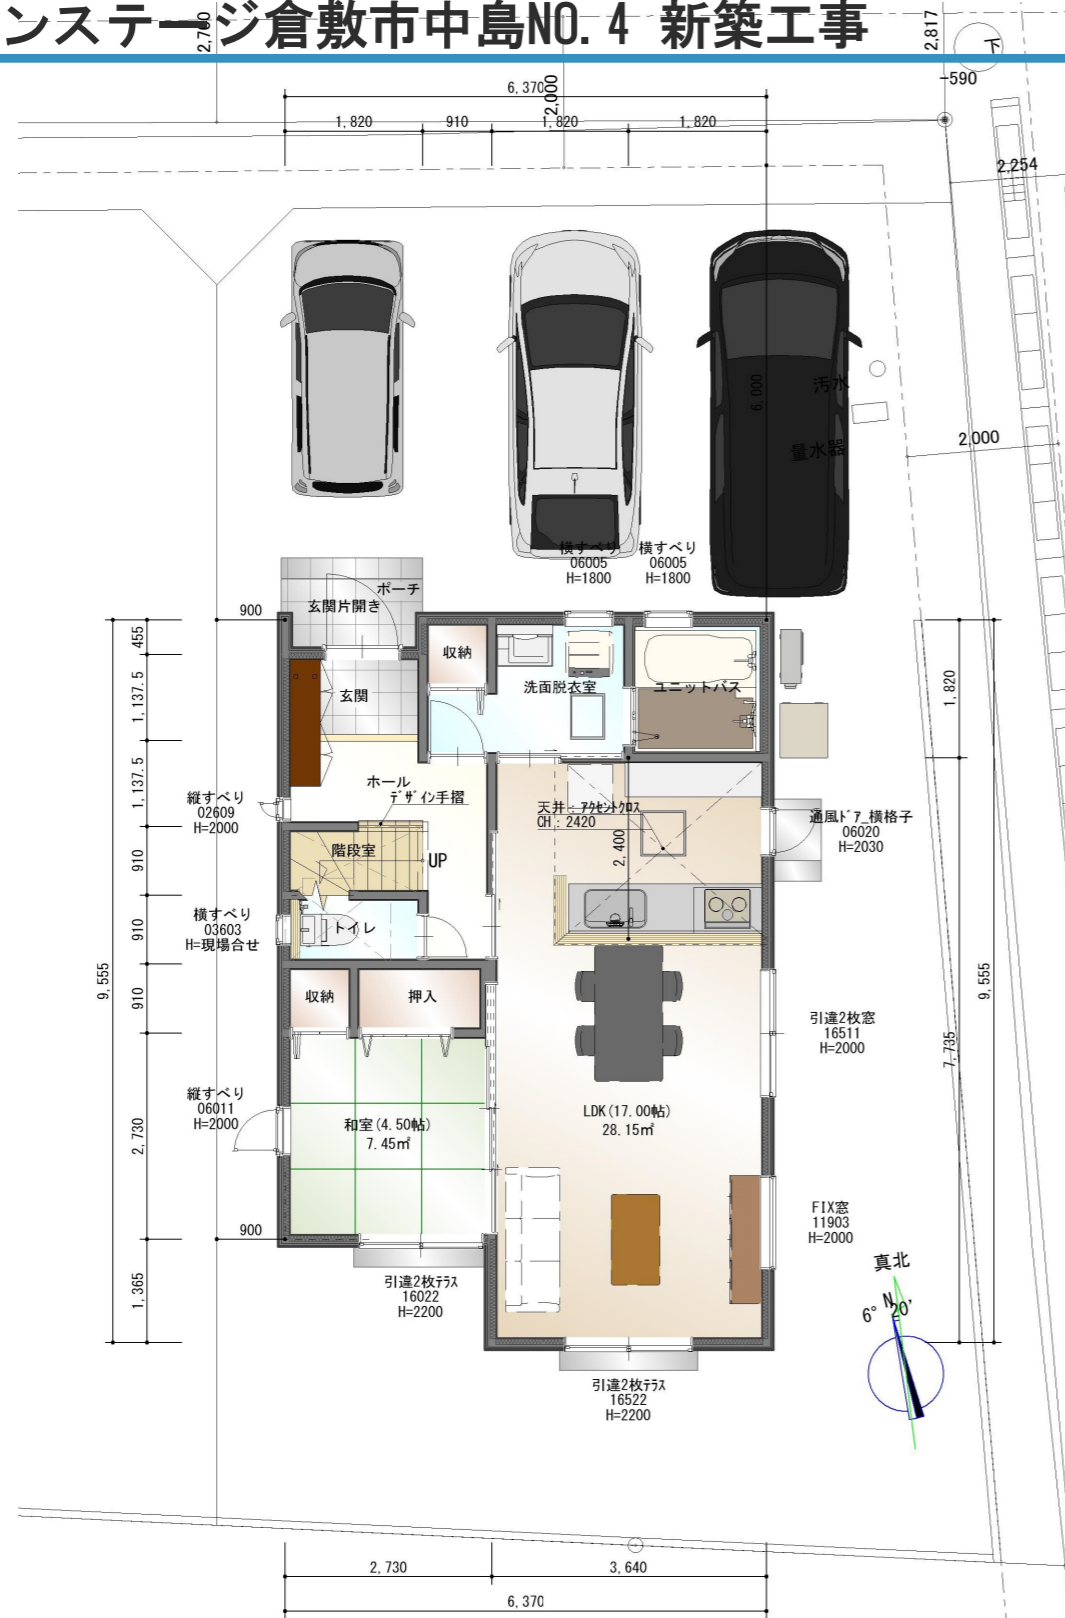 ンステージ倉敷市中島NO.4 新築工事
2,700
2,817
下
-590
6,370
2,000
1,820
910
1,820
1,820
2,254
6,000
汚水
量水器
2,000
横すべり
06005
H=1800
横すべり
06005
H=1800
900
ポーチ
玄関片開き
455
1,137.5
1,137.5
910
910
910
2,730
1,365
9,555
収納
洗面脱衣室
ユニットバス
玄関
1,820
7,735
9,555
ホール
デザイン手摺
縦すべり
02609
H=2000
天井:アクセントクロス
CH:2420
2,400
通風ドア_横格子
06020
H=2030
階段室
UP
横すべり
03603
H=現場合せ
トイレ
収納
押入
引違2枚窓
16511
H=2000
縦すべり
06011
H=2000
和室(4.50帖)
7.45㎡
LDK(17.00帖)
28.15㎡
FIX窓
11903
H=2000
900
引違2枚テラス
16022
H=2200
真北
N
6° 20'
引違2枚テラス
16522
H=2200
2,730
3,640
6,370